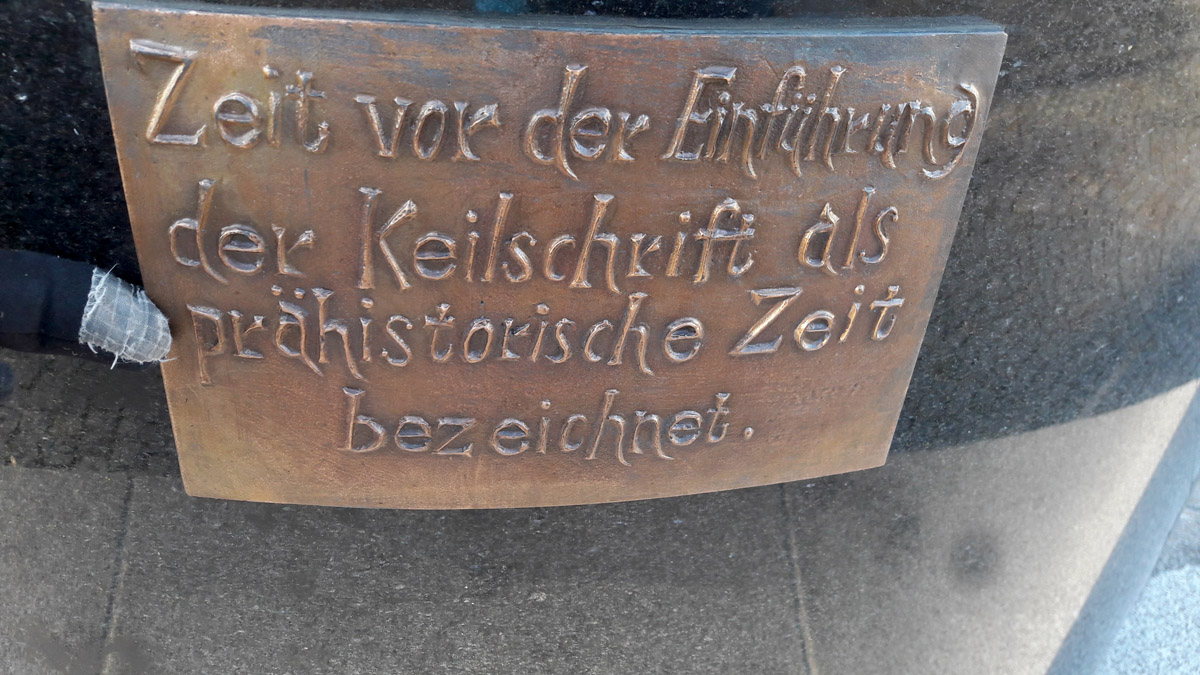 Zeit vor der Einführung
der Keilschrift als
prähistorische Zeit
bezeichnet.